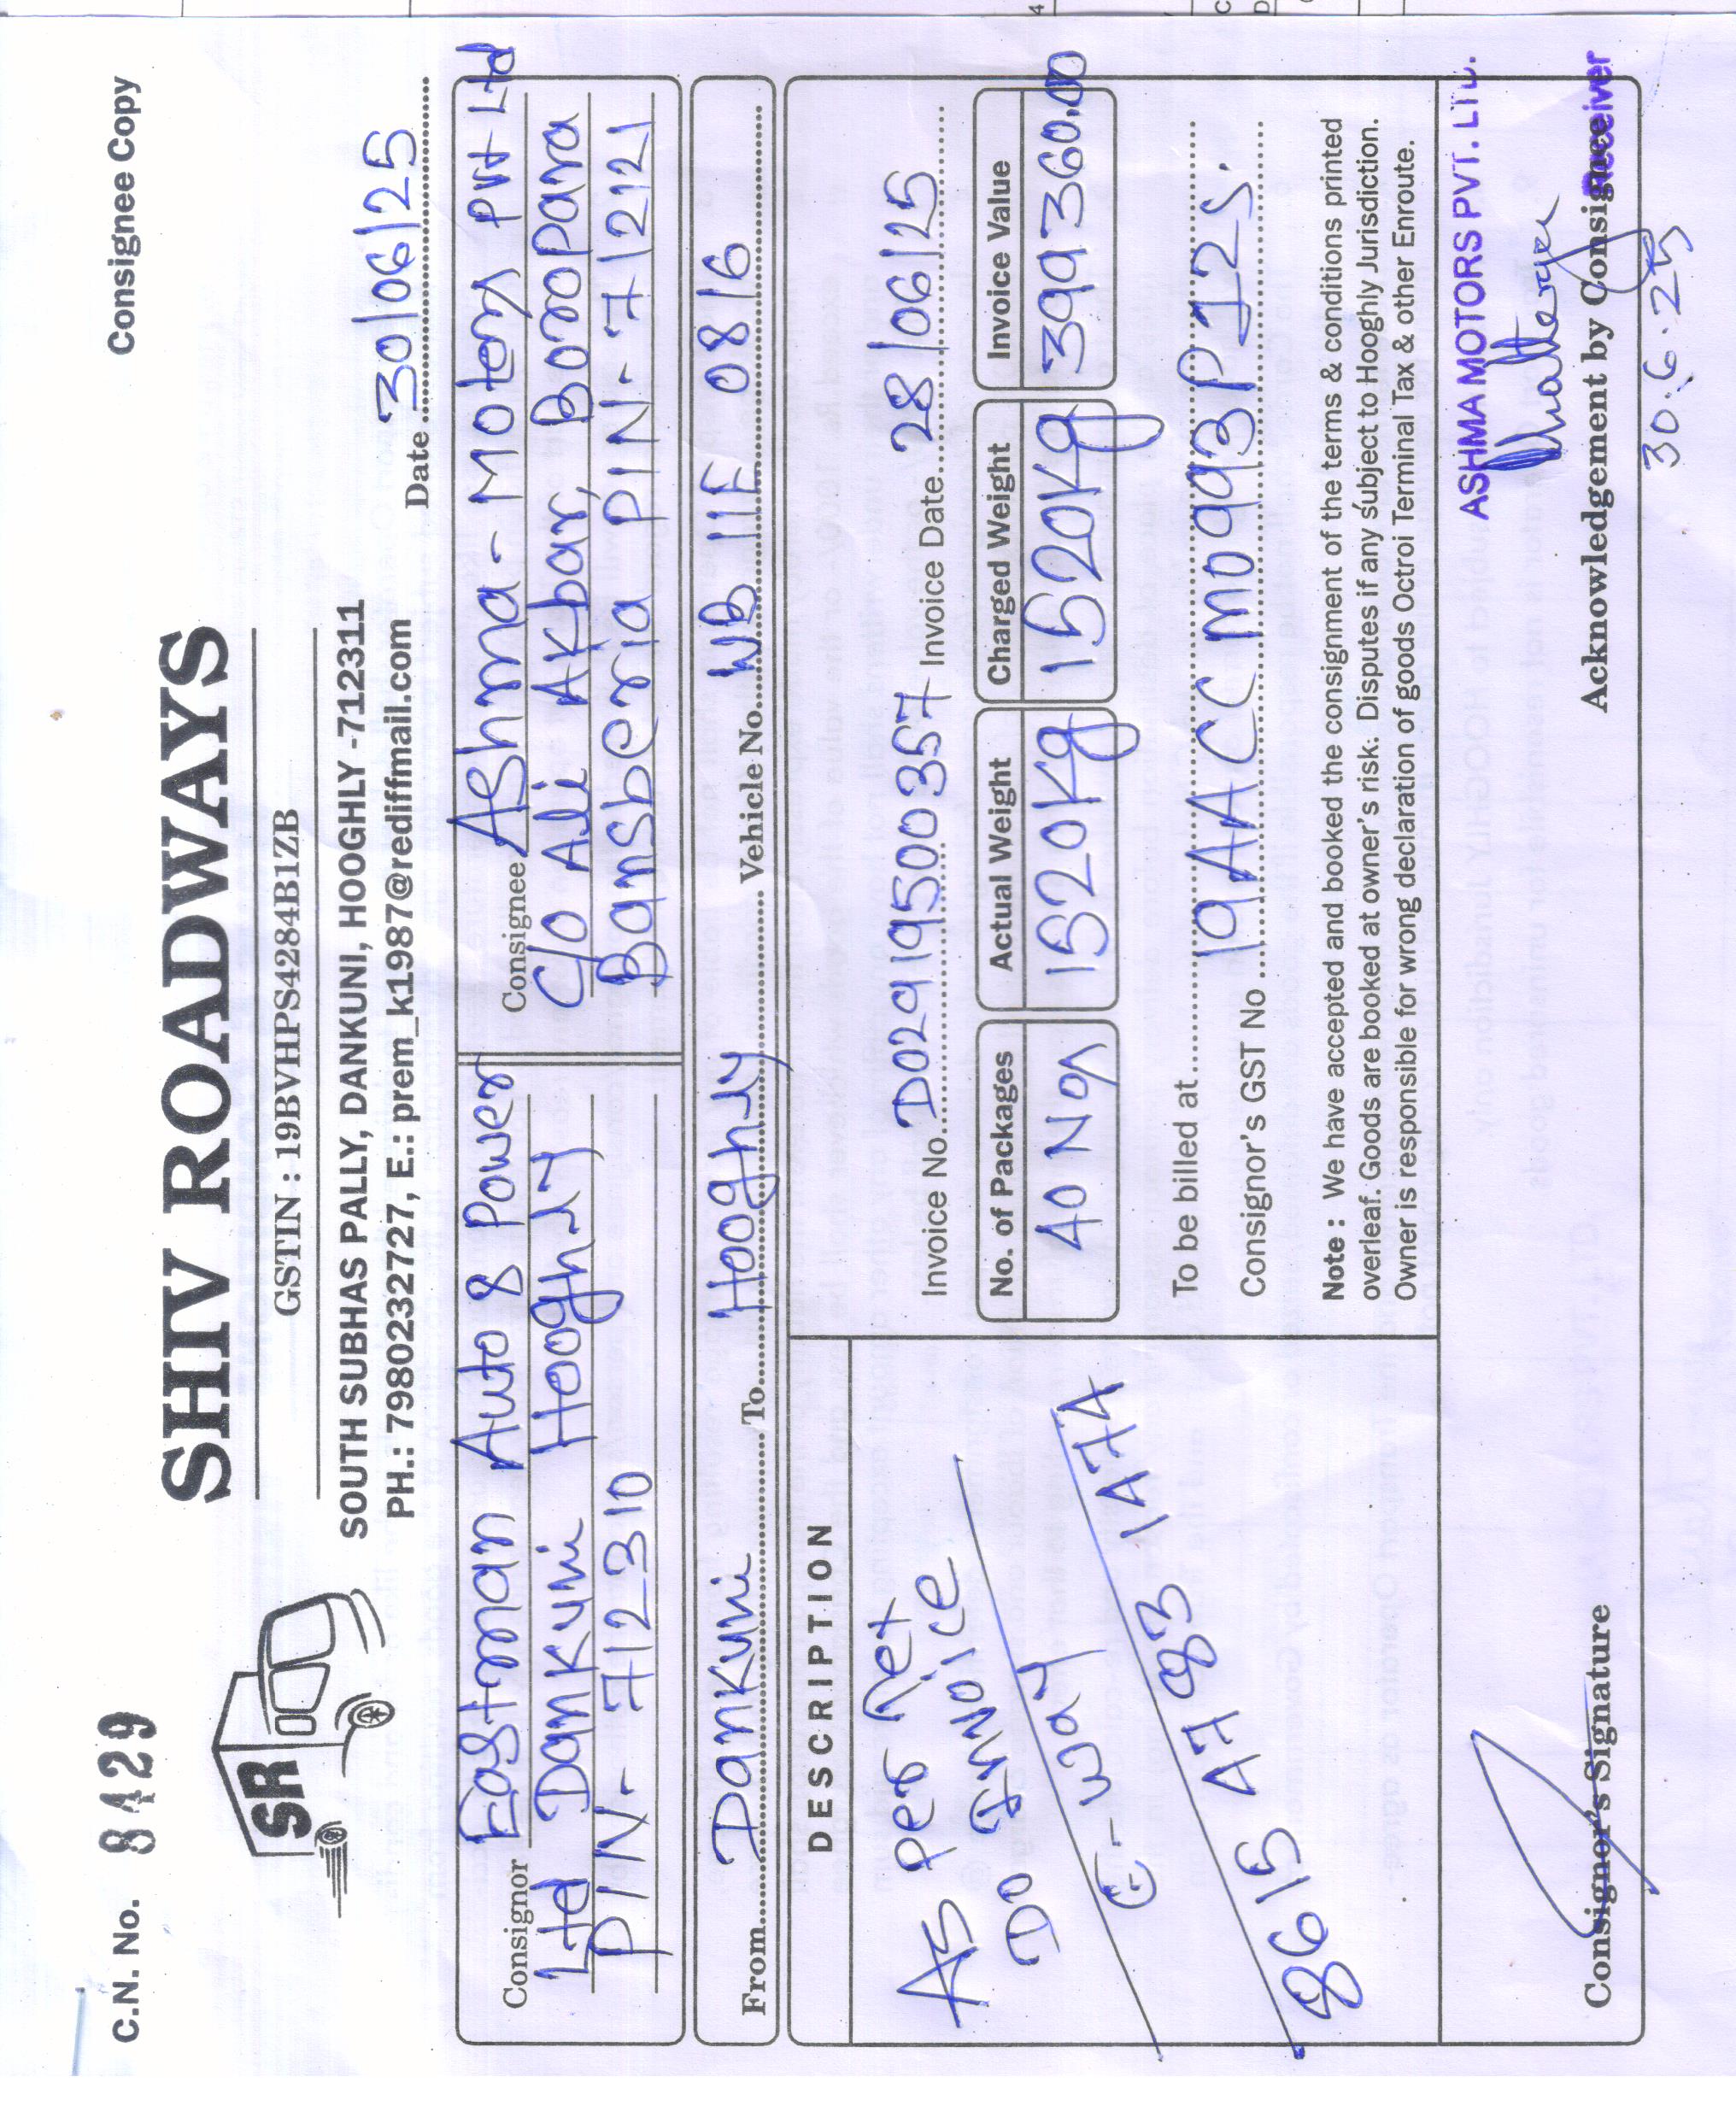 C.N. No. 8429
Consignee Copy
SR
SHIV ROADWAYS
GSTIN : 19BVHPS4284B1ZB
SOUTH SUBHAS PALLY, DANKUNI, HOOGHLY -712311
PH.: 7980232727, E.: prem_k1987@rediffmail.com
Date 30/06/25
Consignor Eastman Auto & Power
Ltd Dankuni Hooghly
PIN- 712310
Consignee Ashma - Motors Pvt Ltd
C/o Ali Akbar, Boropara
Bansberia PIN- 712121
From Dankuni To Hooghly Vehicle No. WB 11F 0816
DESCRIPTION
AS Per Net
Do Invoice
E-way
8615 4783 1474
Invoice No. D02919500357 Invoice Date 28/06/25
No. of Packages Actual Weight Charged Weight Invoice Value
40 Nos 1520Kg 1520Kg 399360.00
To be billed at
Consignor's GST No 19AACCM0993P1ZS.
Note : We have accepted and booked the consignment of the terms & conditions printed
overleaf. Goods are booked at owner's risk. Disputes if any subject to Hooghly Jurisdiction.
Owner is responsible for wrong declaration of goods Octroi Terminal Tax & other Enroute.
ASHMA MOTORS PVT. LTD.
Receiver
Consignor's Signature
Acknowledgement by Consignee
30.6.25